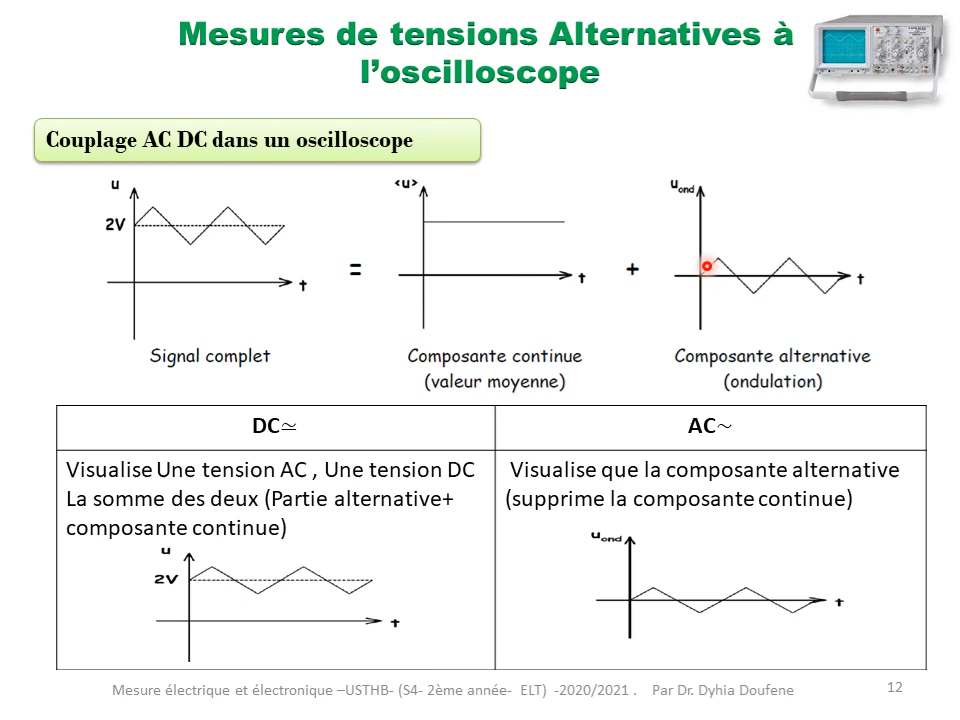 Mesures de tensions Alternatives à
l'oscilloscope
Couplage AC DC dans un oscilloscope
u
2V
t
Signal complet
=
<u>
t
Composante continue
(valeur moyenne)
+
uond
t
Composante alternative
(ondulation)
DC≃
AC~
Visualise Une tension AC , Une tension DC
La somme des deux (Partie alternative+
composante continue)
u
2V
t
Visualise que la composante alternative
(supprime la composante continue)
uond
t
Mesure électrique et électronique –USTHB- (S4- 2ème année- ELT) -2020/2021 . Par Dr. Dyhia Doufene
12